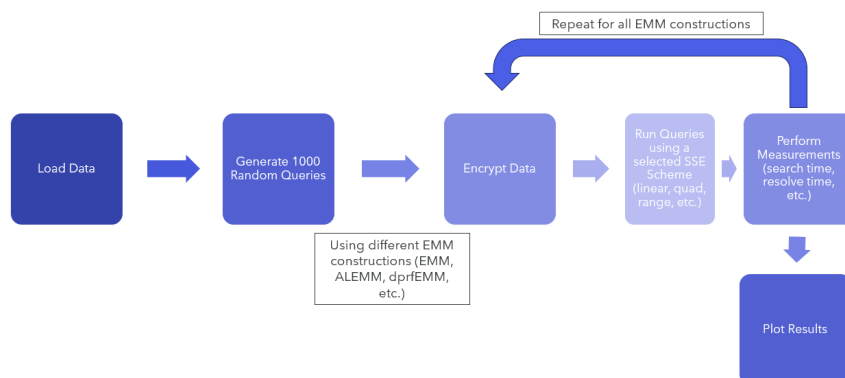 Repeat for all EMM constructions
Load Data
Generate 1000
Random Queries
Encrypt Data
Run Queries
using a
selected SSE
Scheme
(linear, quad,
range, etc.)
Perform
Measurements
(search time,
resolve time,
etc.)
Using different EMM
constructions (EMM,
ALEMM, dprfEMM,
etc.)
Plot Results